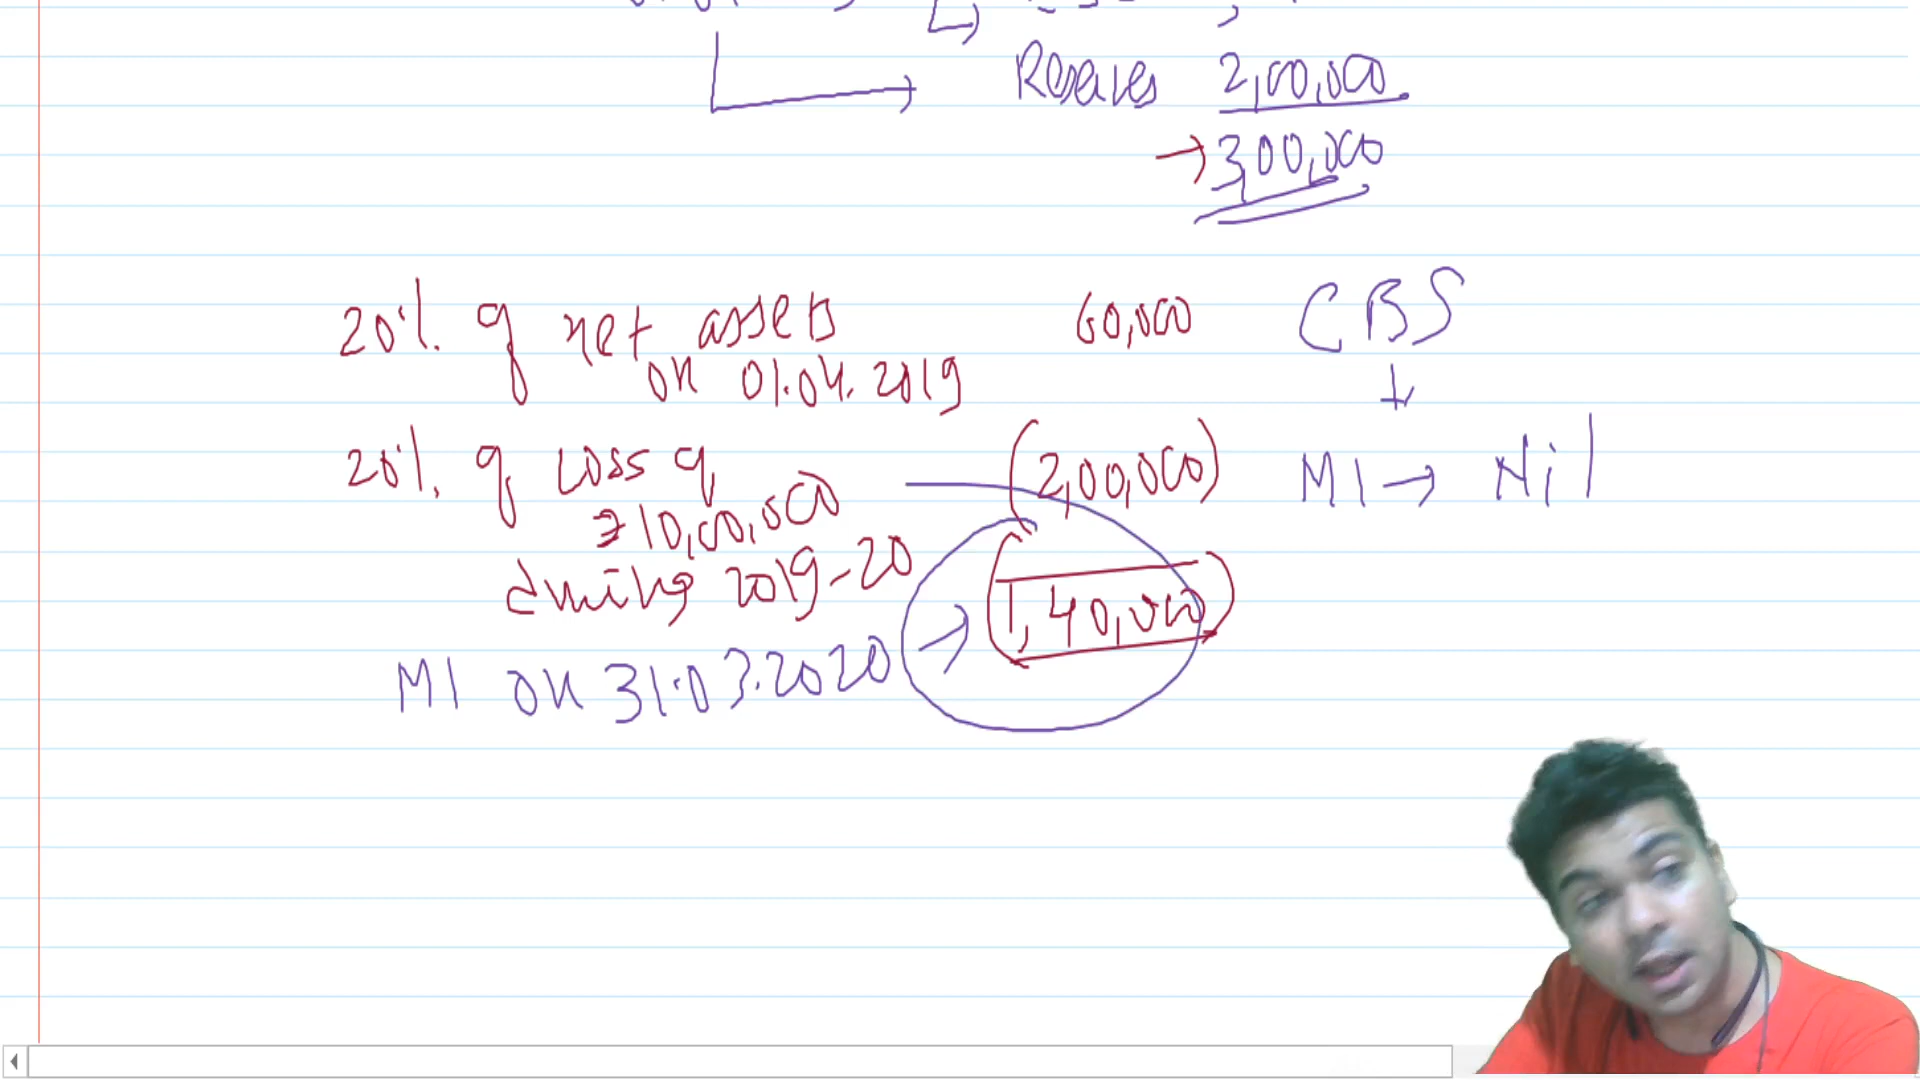 Reserves 2,00,000
→ 3,00,000
20%. of net assets 60,000 CBS
on 01.04.2019
20%. of loss of (2,00,000) MI → Nil
₹10,00,000
during 2019-20
MI on 31.03.2020 → (1,40,000)